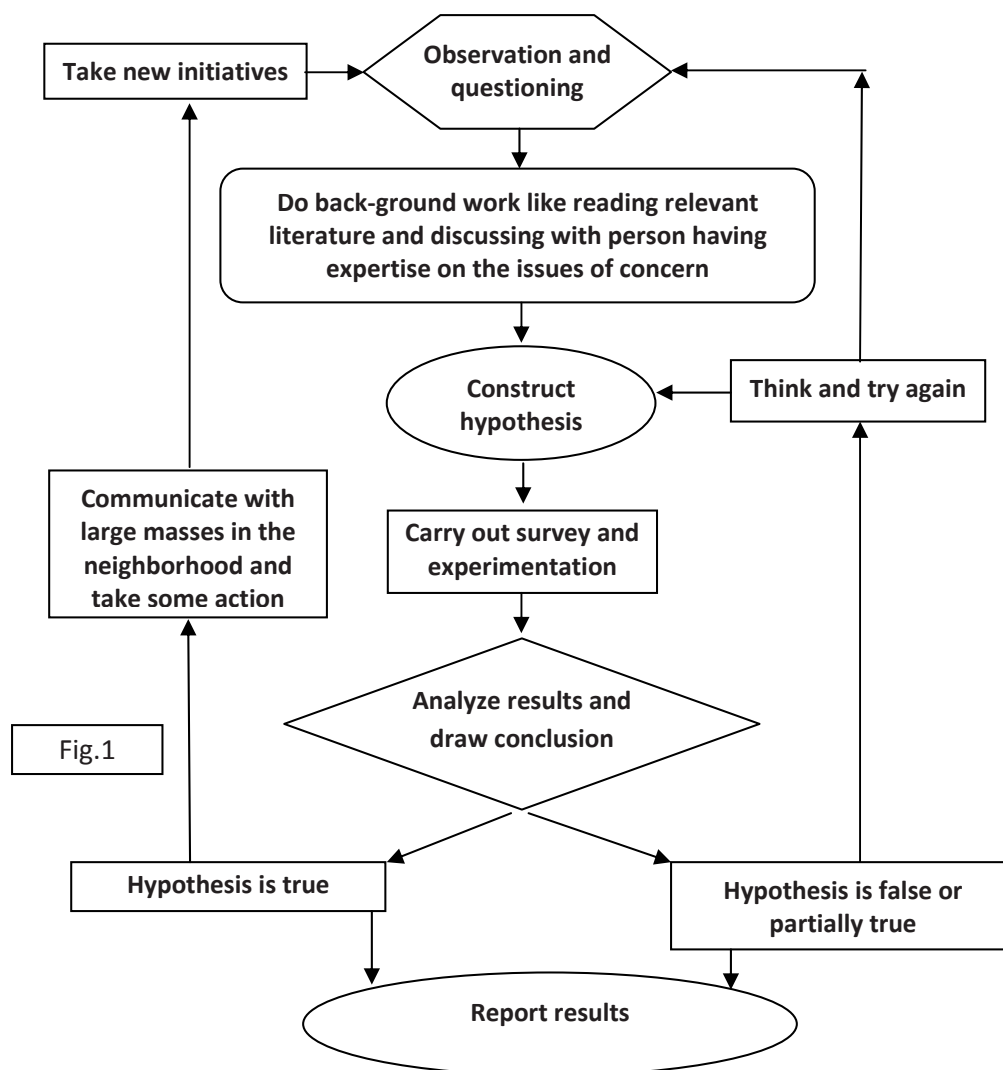 Take new initiatives
Observation and
questioning
Do back-ground work like reading relevant
literature and discussing with person having
expertise on the issues of concern
Construct
hypothesis
Think and try again
Communicate with
large masses in the
neighborhood and
take some action
Carry out survey and
experimentation
Analyze results and
draw conclusion
Fig.1
Hypothesis is true
Hypothesis is false or
partially true
Report results